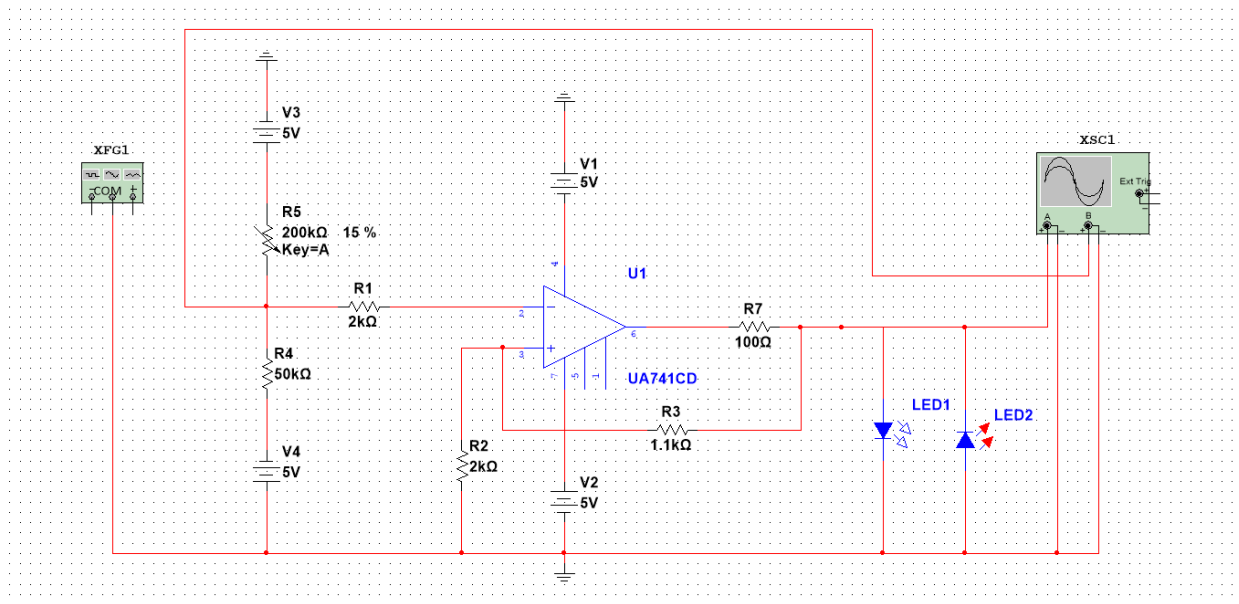 XFG1
COM
V3
5V
R5
200kΩ 15 %
Key=A
R1
2kΩ
R4
50kΩ
V4
5V
V1
5V
4
U1
2
3
6
7
5
1
UA741CD
R7
100Ω
R3
1.1kΩ
R2
2kΩ
V2
5V
LED1
LED2
XSC1
Ext Trig
A
B